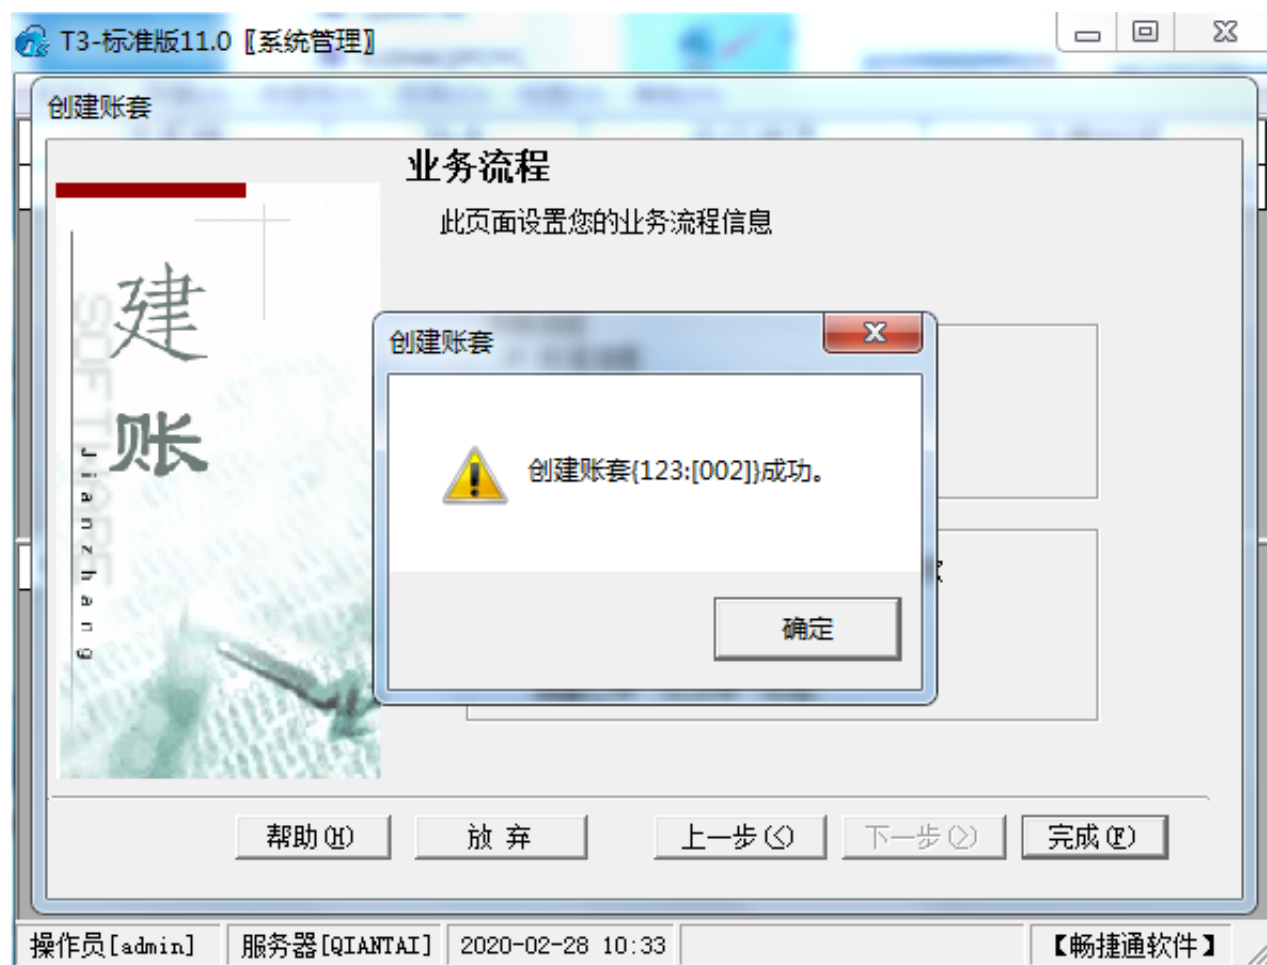 T3-标准版11.0〖系统管理〗
创建账套
业务流程
此页面设置您的业务流程信息
建账
SOFTWARE
Jianzhang
创建账套
创建账套{123:[002]}成功。
确定
帮助(H)
放 弃
上一步(<)
下一步(>)
完成(F)
操作员[admin]
服务器[QIANTAI]
2020-02-28 10:33
【畅捷通软件】